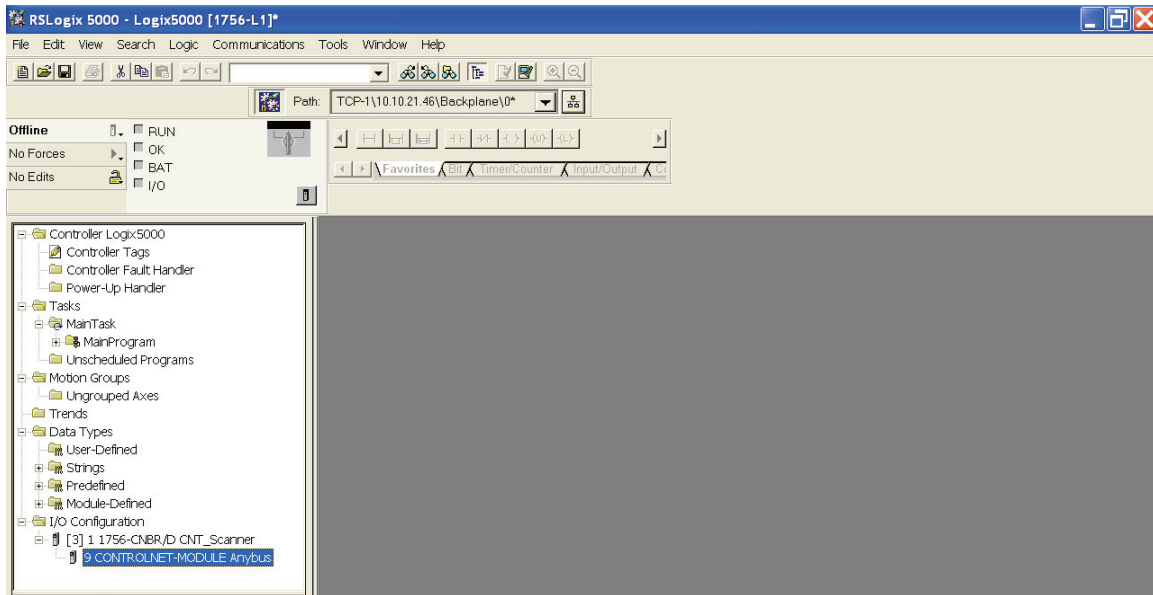 RSLogix 5000 - Logix5000 [1756-L1]*
File Edit View Search Logic Communications Tools Window Help
Path: TCP-1\10.10.21.46\Backplane\0*
Offline
RUN
No Forces
OK
BAT
No Edits
I/O
Favorites Bit Timer/Counter Input/Output
Controller Logix5000
Controller Tags
Controller Fault Handler
Power-Up Handler
Tasks
MainTask
MainProgram
Unscheduled Programs
Motion Groups
Ungrouped Axes
Trends
Data Types
User-Defined
Strings
Predefined
Module-Defined
I/O Configuration
[3] 1 1756-CNBR/D CNT_Scanner
9 CONTROLNET-MODULE Anybus